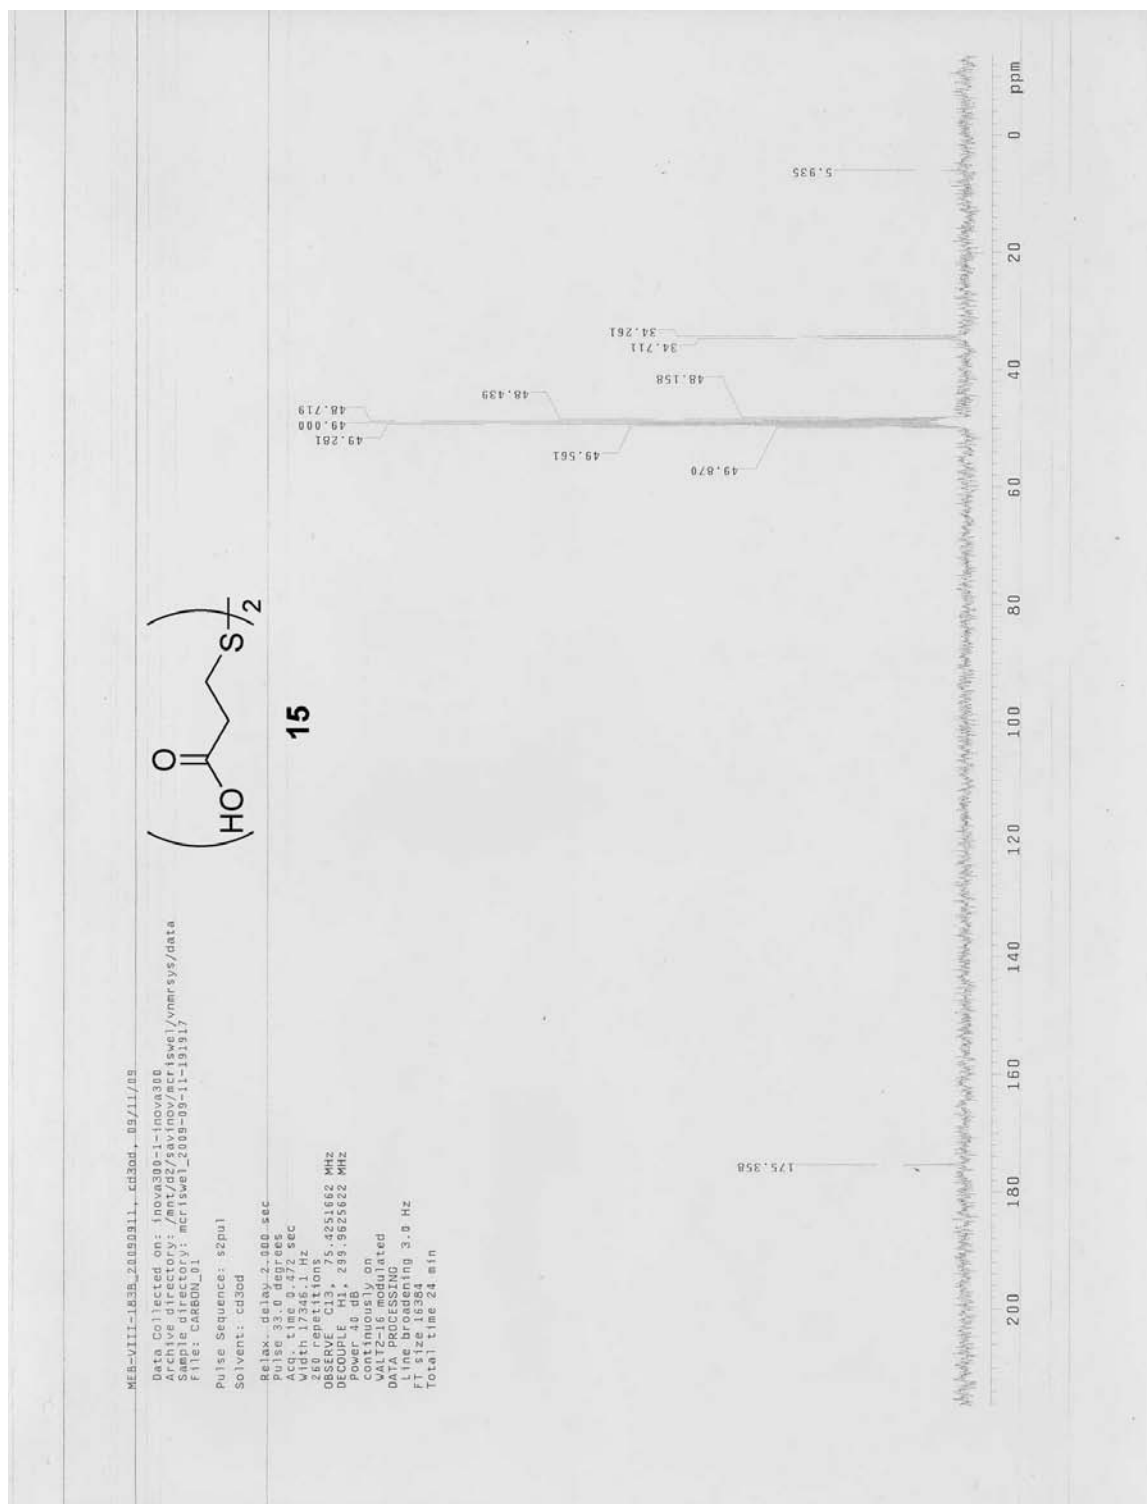 MEB-VIII-183B_20090911, cd3od, 09/11/09
Data Collected on: inova300-1-inova300
Archive directory: /mnt/d2/savinov/mcriswel/vnmrsys/data
Sample directory: mcriswel_2009-09-11-191917
File: CARBON_01
Pulse Sequence: s2pul
Solvent: cd3od
Relax. delay 2.000 sec
Pulse 33.0 degrees
Acq. time 0.472 sec
Width 17346.1 Hz
260 repetitions
OBSERVE C13, 75.4251662 MHz
DECOUPLE H1, 299.9625622 MHz
Power 40 dB
continuously on
WALTZ-16 modulated
DATA PROCESSING
Line broadening 3.0 Hz
FT size 16384
Total time 24 min
O
HO
S
2
15
175.358
49.870
49.561
49.281
49.000
48.719
48.439
48.158
34.711
34.261
5.935
200 180 160 140 120 100 80 60 40 20 0 ppm